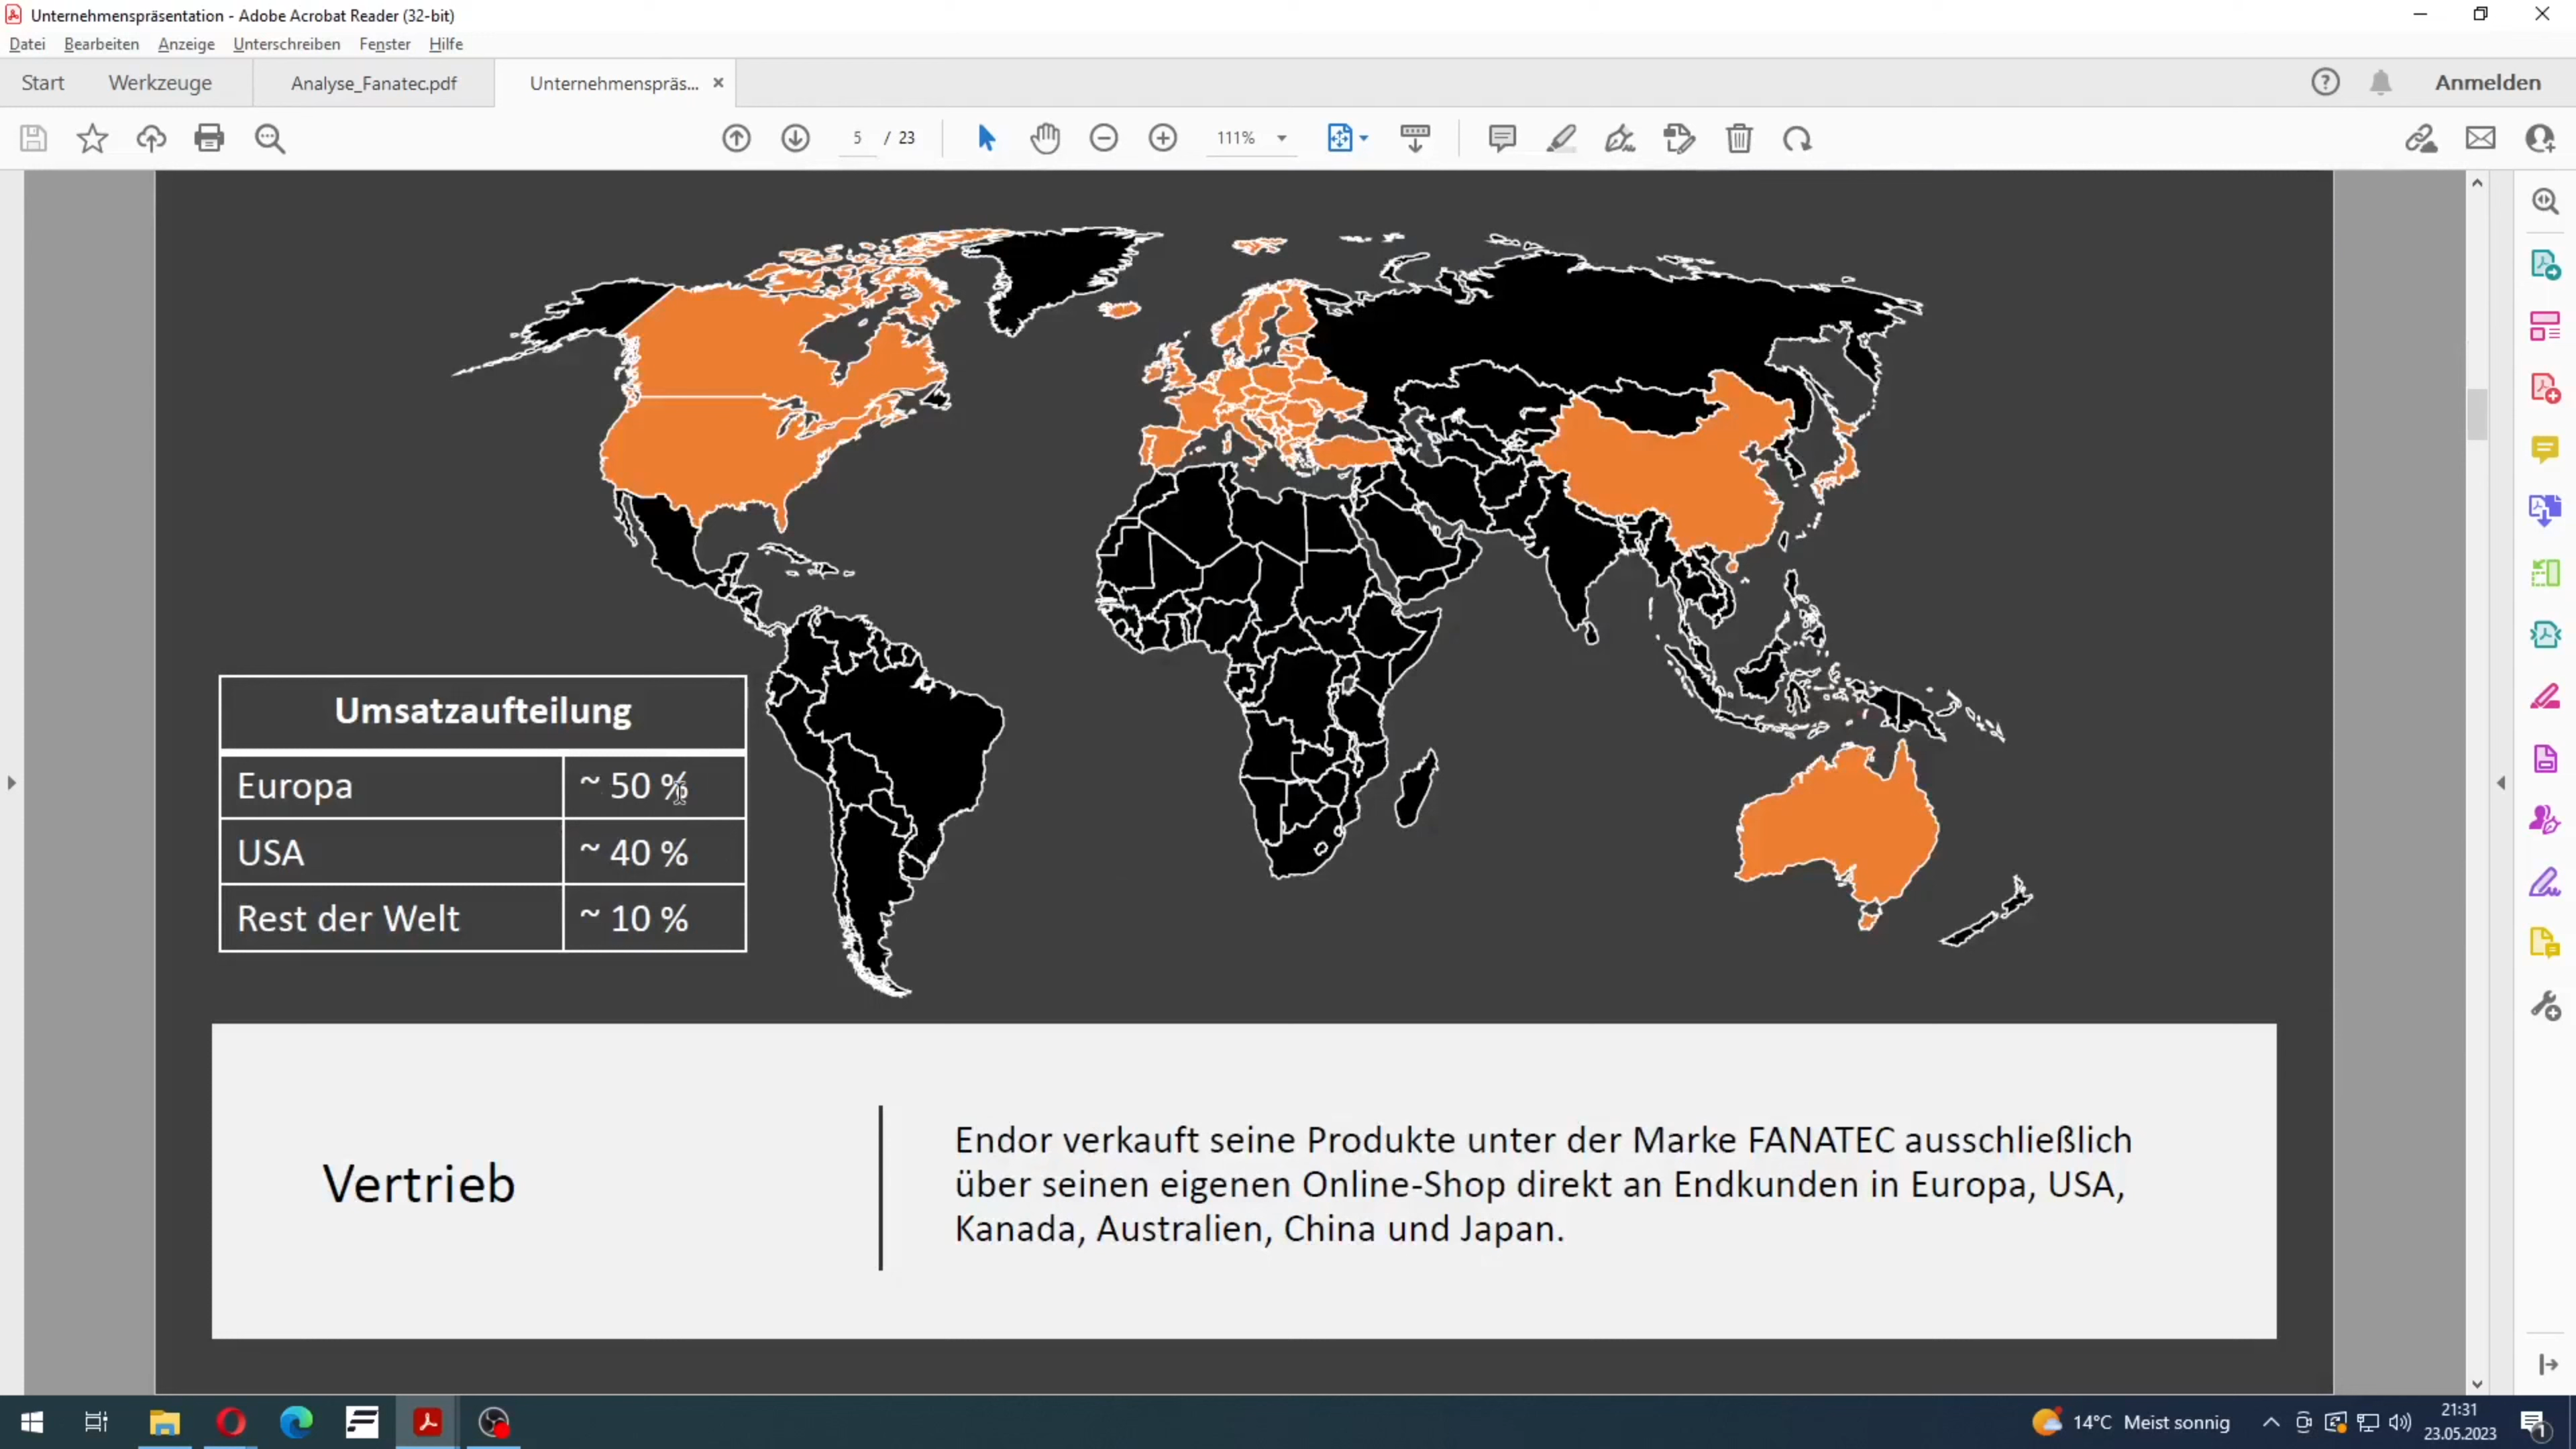 Unternehmenspräsentation - Adobe Acrobat Reader (32-bit)
Datei Bearbeiten Anzeige Unterschreiben Fenster Hilfe
Start Werkzeuge Analyse_Fanatec.pdf Unternehmenspräs... Anmelden
5 / 23 111%
Umsatzaufteilung
Europa ~ 50 %
USA ~ 40 %
Rest der Welt ~ 10 %
Vertrieb
Endor verkauft seine Produkte unter der Marke FANATEC ausschließlich
über seinen eigenen Online-Shop direkt an Endkunden in Europa, USA,
Kanada, Australien, China und Japan.
14°C Meist sonnig
21:31
23.05.2023
1